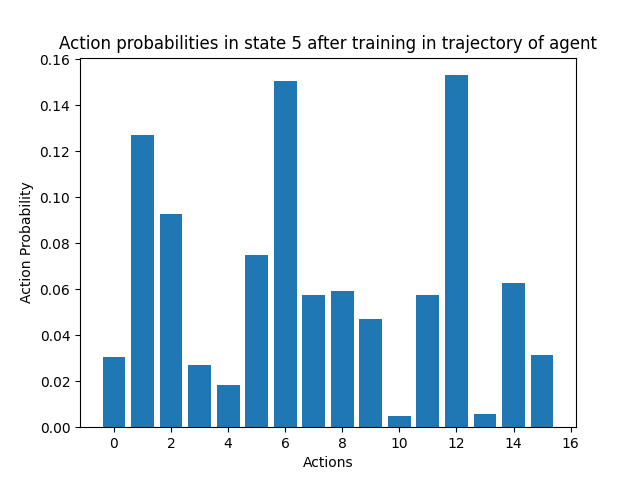 Action probabilities in state 5 after training in trajectory of agent
0.16
0.14
0.12
0.10
0.08
0.06
0.04
0.02
0.00
Action Probability
0 2 4 6 8 10 12 14 16
Actions